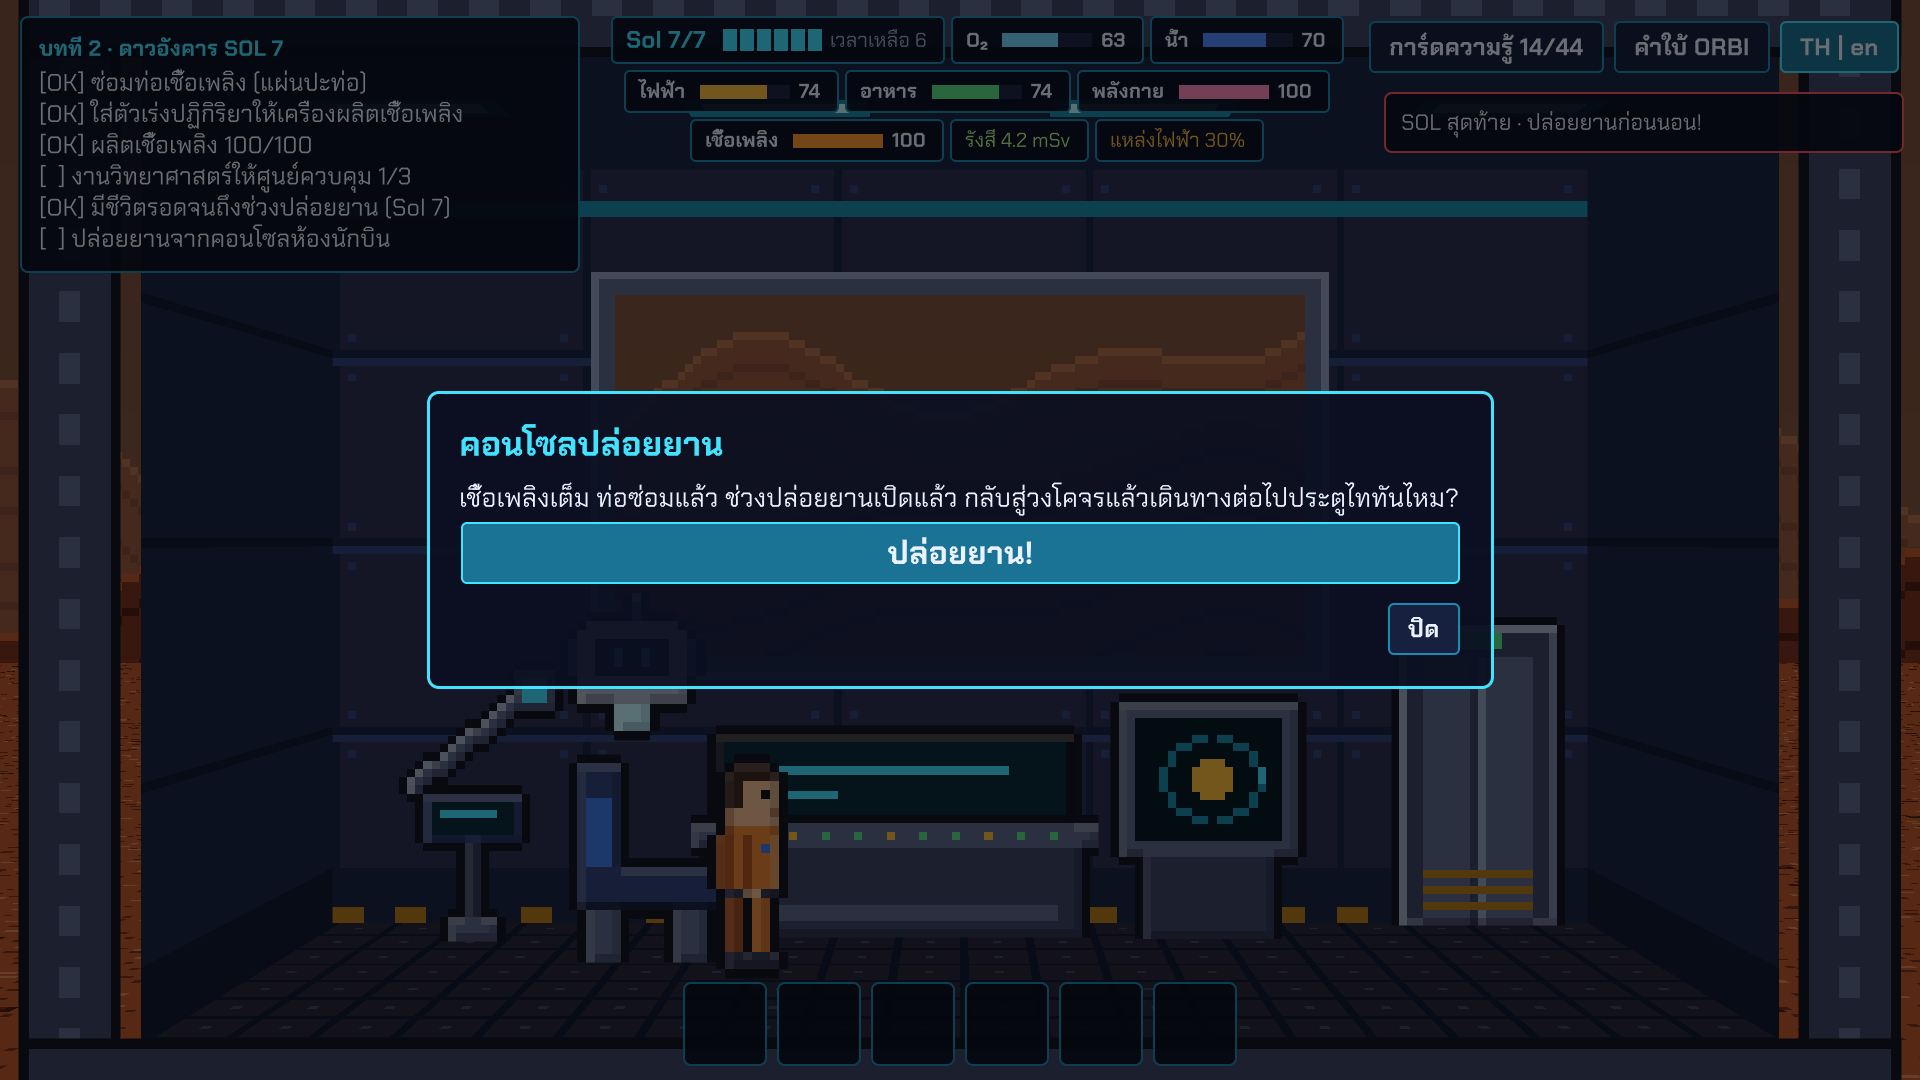 บทที่ 2 · ดาวอังคาร SOL 7
[OK] ซ่อมท่อเชื้อเพลิง (แผ่นปะท่อ)
[OK] ใส่ตัวเร่งปฏิกิริยาให้เครื่องผลิตเชื้อเพลิง
[OK] ผลิตเชื้อเพลิง 100/100
[ ] งานวิทยาศาสตร์ให้ศูนย์ควบคุม 1/3
[OK] มีชีวิตรอดจนถึงช่วงปล่อยยาน (Sol 7)
[ ] ปล่อยยานจากคอนโซลห้องนักบิน
Sol 7/7 เวลาเหลือ 6 O₂ 63 น้ำ 70
ไฟฟ้า 74 อาหาร 74 พลังกาย 100
เชื้อเพลิง 100 รังสี 4.2 mSv แหล่งไฟฟ้า 30%
การ์ดความรู้ 14/44 คำใบ้ ORBI TH | en
SOL สุดท้าย · ปล่อยยานก่อนนอน!
คอนโซลปล่อยยาน
เชื้อเพลิงเต็ม ท่อซ่อมแล้ว ช่วงปล่อยยานเปิดแล้ว กลับสู่วงโคจรแล้วเดินทางต่อไปประตูไททันไหม?
ปล่อยยาน!
ปิด